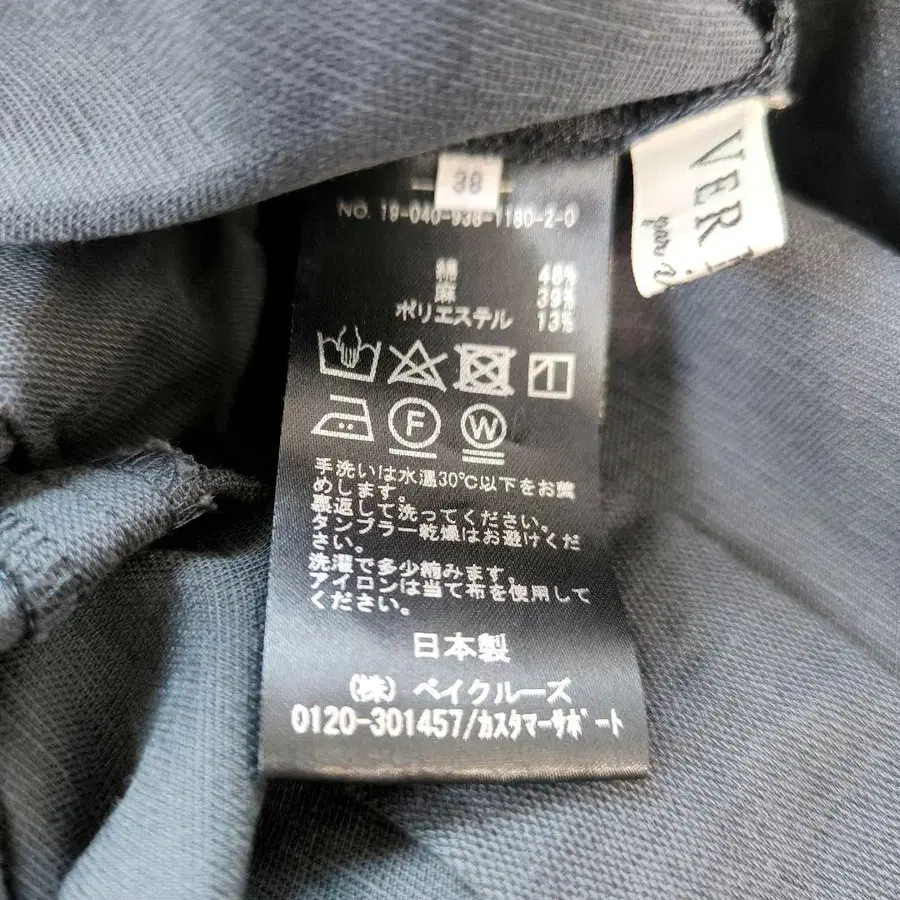 38
NO. 19-040-938-1180-2-0
綿 48%
麻 39%
ポリエステル 13%
F
W
手洗いは水温30℃以下をお薦
めします。
裏返して洗ってください。
タンブラー乾燥はお避けくだ
さい。
洗濯で多少縮みます。
アイロンは当て布を使用して
ください。
日本製
(株) ベイクルーズ
0120-301457/カスタマーサポート
VER